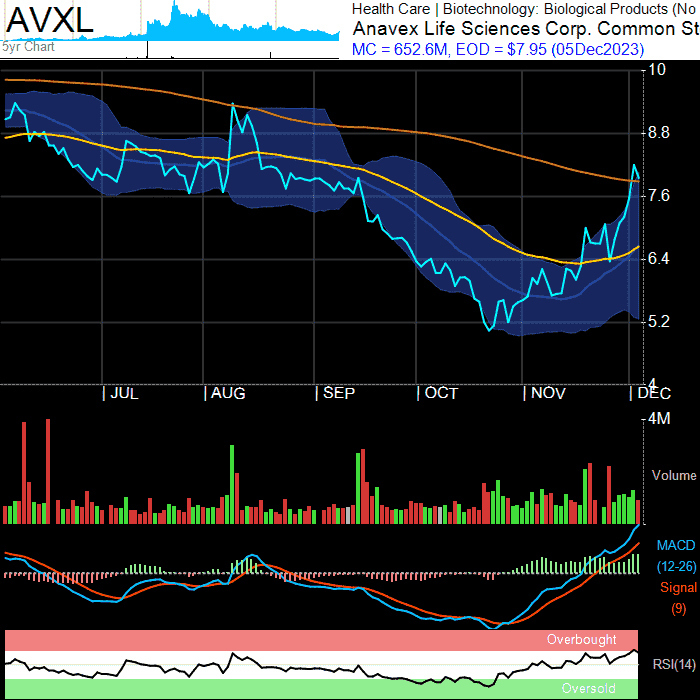 AVXL
5yr Chart
Health Care | Biotechnology: Biological Products (No
Anavex Life Sciences Corp. Common St
MC = 652.6M, EOD = $7.95 (05Dec2023)
10
8.8
7.6
6.4
5.2
4
| JUL | AUG | SEP | OCT | NOV | DEC
4M
Volume
MACD
(12-26)
Signal
(9)
Overbought
RSI(14)
Oversold